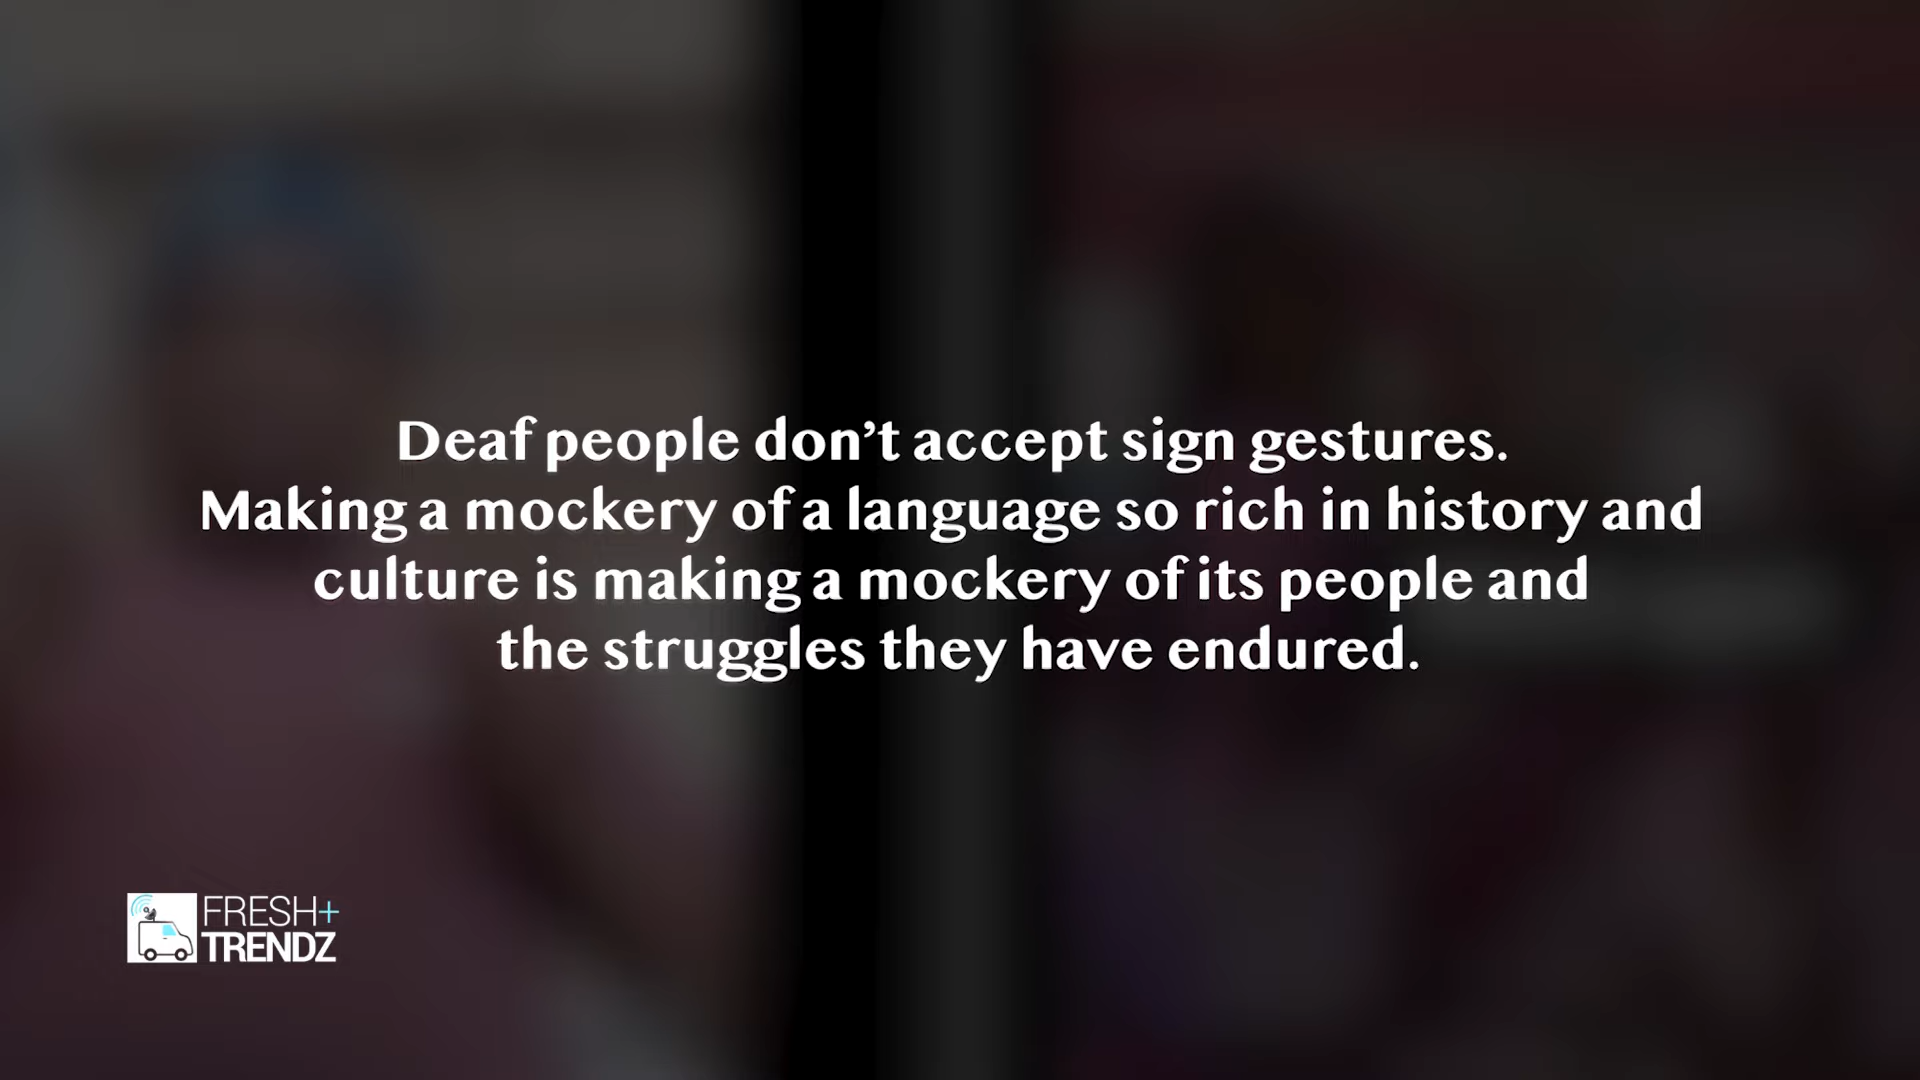 Deaf people don’t accept sign gestures.
Making a mockery of a language so rich in history and
culture is making a mockery of its people and
the struggles they have endured.
FRESH+
TRENDZ